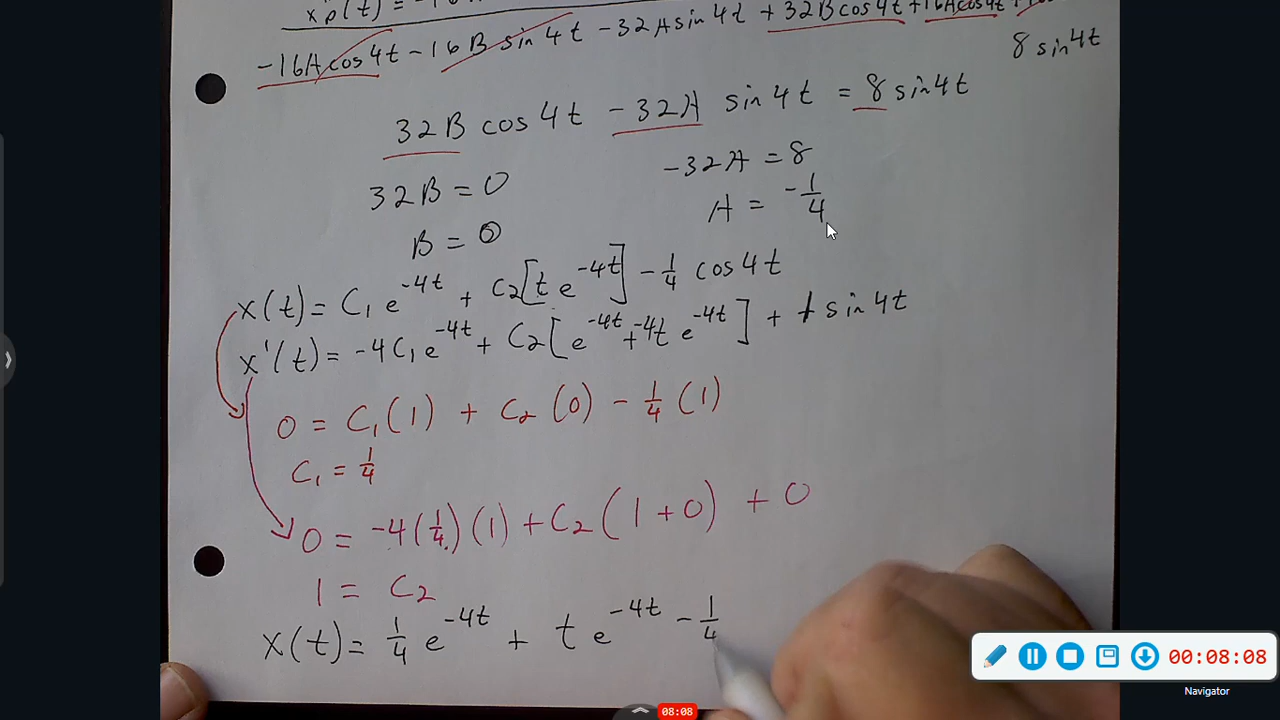 x'p(t) = -16
-16A cos 4t - 16B sin 4t - 32A sin 4t + 32B cos 4t + 16A cos 4t +
8 sin 4t
32B cos 4t - 32A sin 4t = 8 sin 4t
32B = 0
-32A = 8
B = 0
A = -1/4
x(t) = C1 e^-4t + C2[t e^-4t] - 1/4 cos 4t
x'(t) = -4C1 e^-4t + C2[e^-4t + -4t e^-4t] + 1 sin 4t
0 = C1(1) + C2(0) - 1/4(1)
C1 = 1/4
0 = -4(1/4)(1) + C2(1+0) + 0
1 = C2
x(t) = 1/4 e^-4t + t e^-4t - 1/4
00:08:08
Navigator
08:08